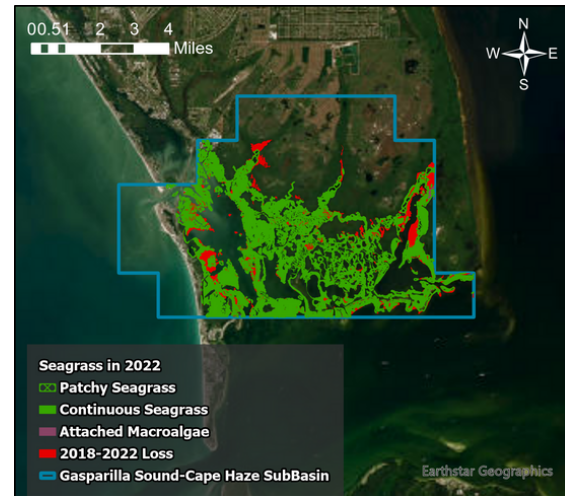 00.51 2 3 4
Miles
N
W E
S
Seagrass in 2022
Patchy Seagrass
Continuous Seagrass
Attached Macroalgae
2018-2022 Loss
Gasparilla Sound-Cape Haze SubBasin
Earthstar Geographics